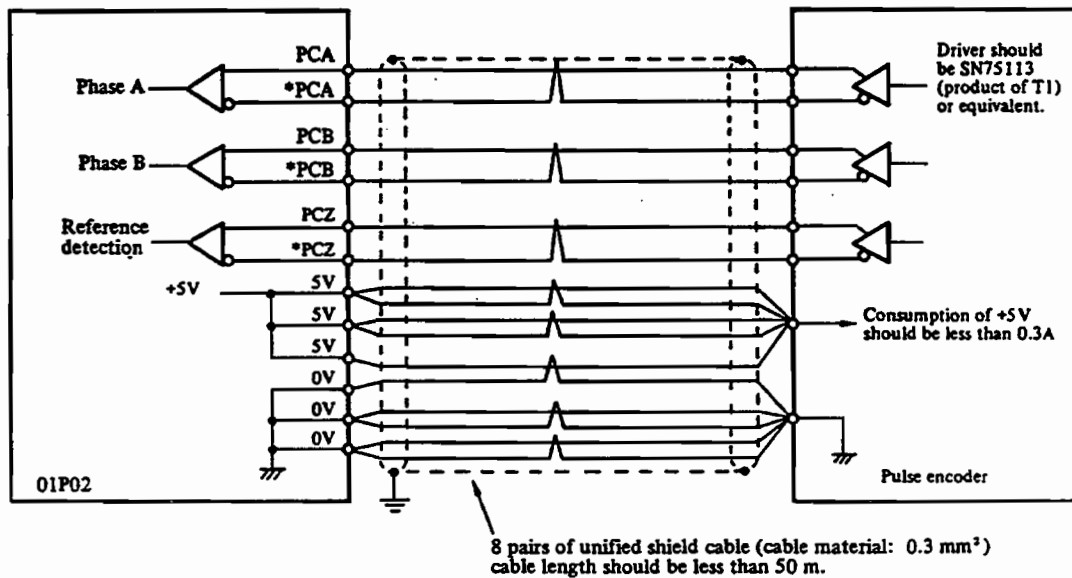 PCA
Phase A
*PCA
PCB
Phase B
*PCB
PCZ
Reference
detection
*PCZ
+5V
5V
5V
5V
0V
0V
0V
01P02
Driver should
be SN75113
(product of T1)
or equivalent.
Consumption of +5V
should be less than 0.3A
Pulse encoder
8 pairs of unified shield cable (cable material: 0.3 mm²)
cable length should be less than 50 m.